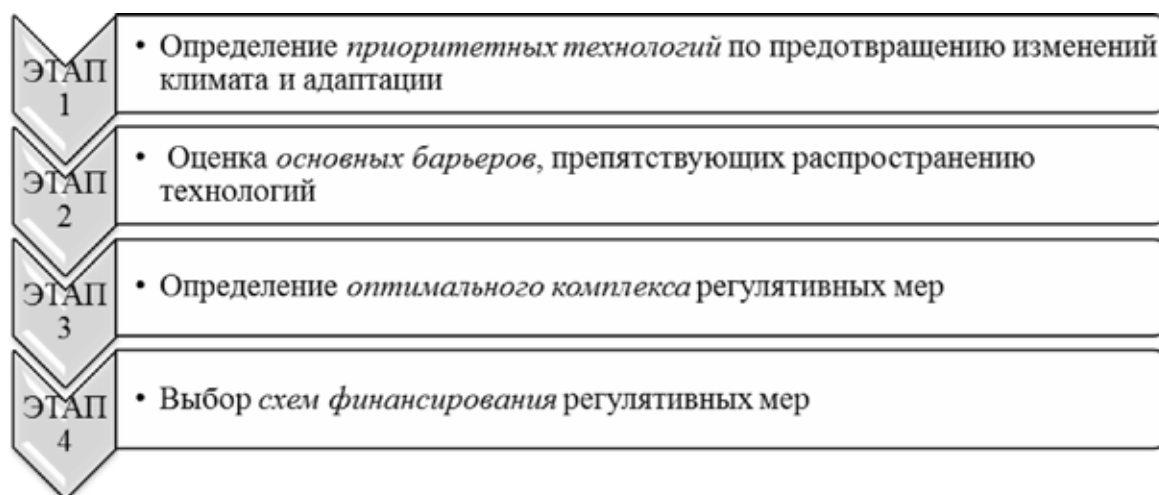 ЭТАП
1
• Определение приоритетных технологий по предотвращению изменений
климата и адаптации
ЭТАП
2
• Оценка основных барьеров, препятствующих распространению
технологий
ЭТАП
3
• Определение оптимального комплекса регулятивных мер
ЭТАП
4
• Выбор схем финансирования регулятивных мер